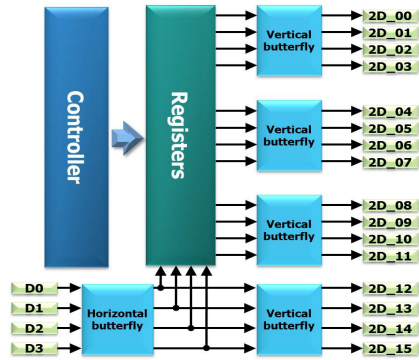 Controller
Registers
Vertical
butterfly
2D_00
2D_01
2D_02
2D_03
Vertical
butterfly
2D_04
2D_05
2D_06
2D_07
Vertical
butterfly
2D_08
2D_09
2D_10
2D_11
D0
D1
D2
D3
Horizontal
butterfly
Vertical
butterfly
2D_12
2D_13
2D_14
2D_15